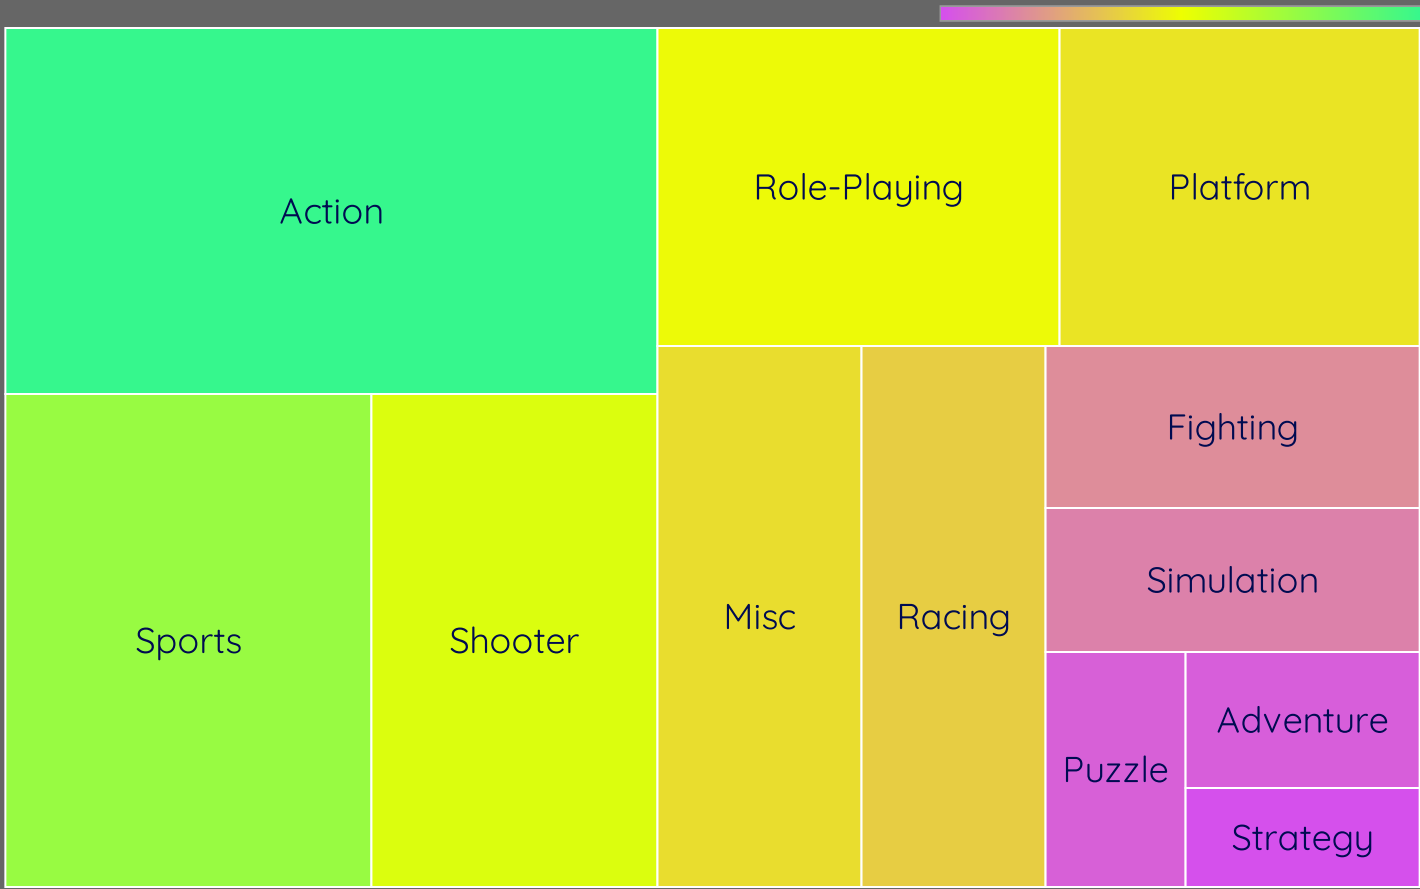 Action
Role-Playing
Platform
Sports
Shooter
Misc
Racing
Fighting
Simulation
Puzzle
Adventure
Strategy